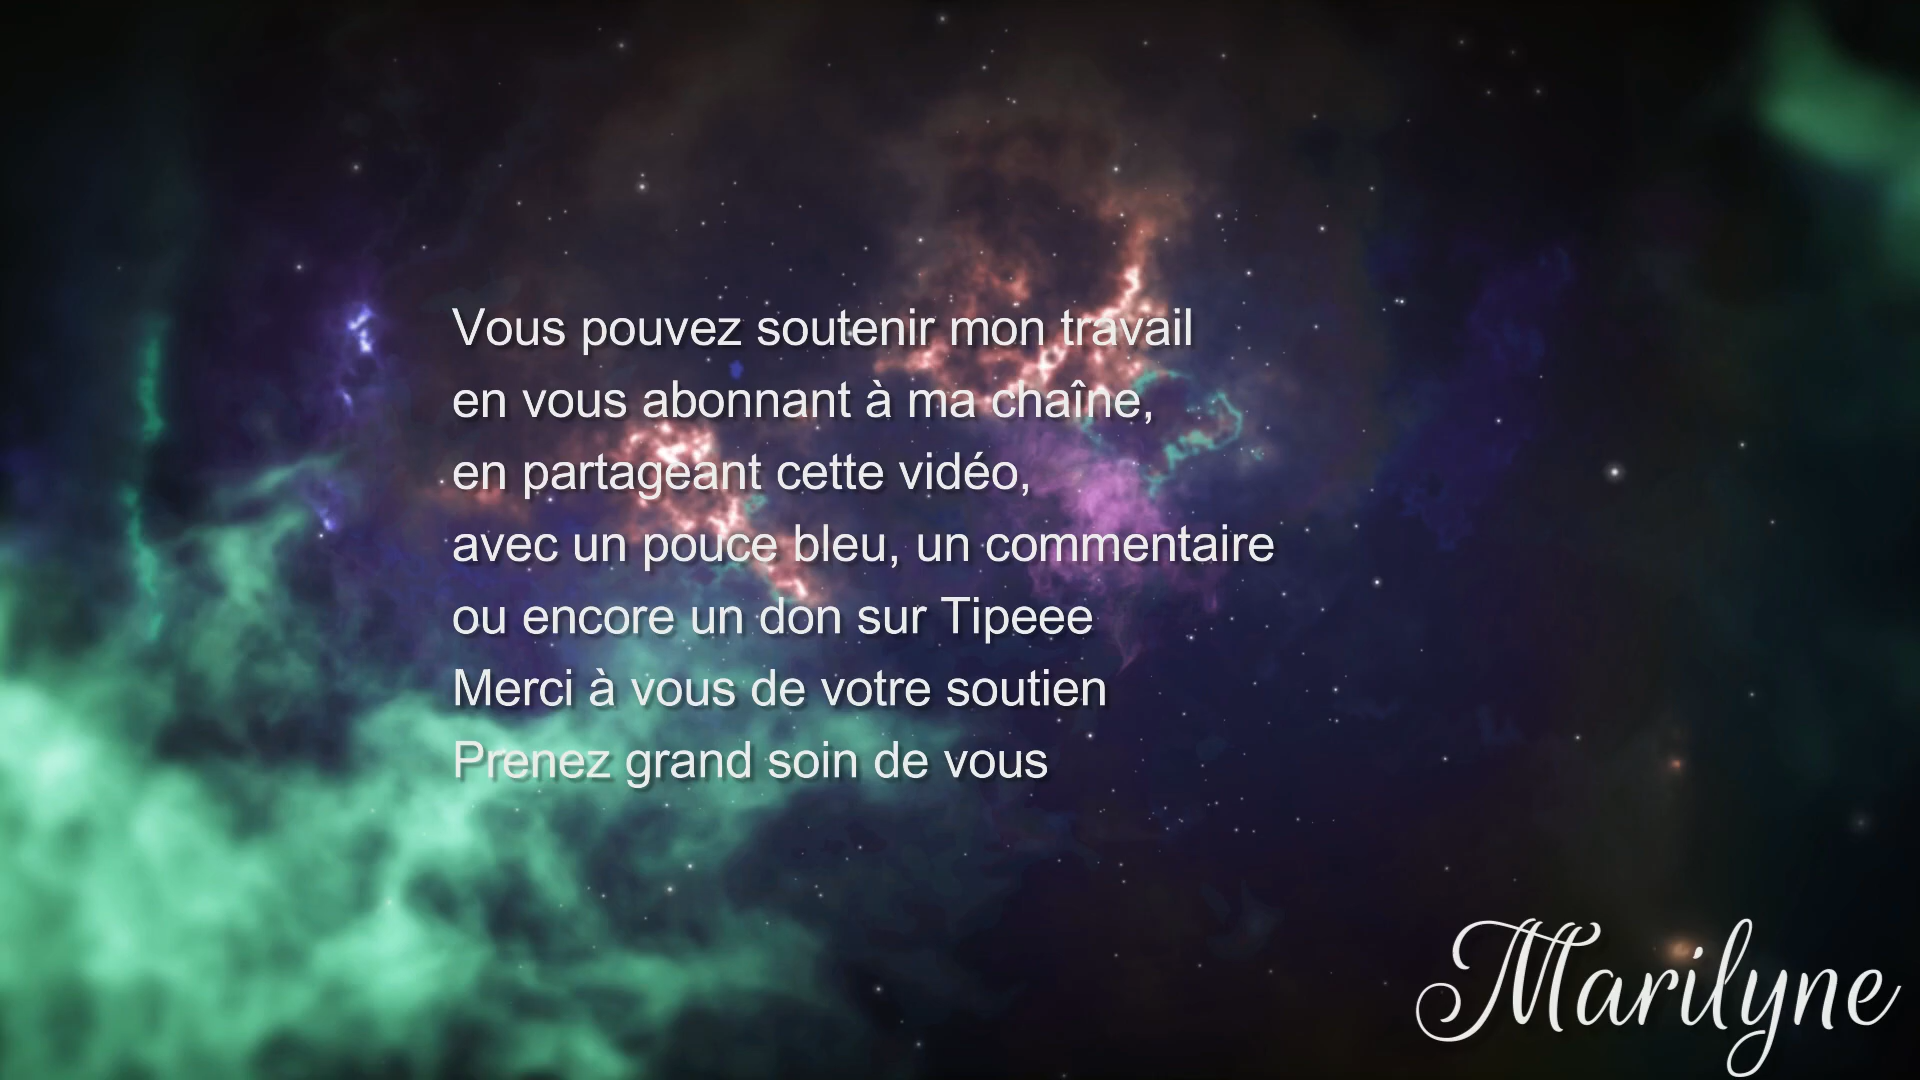 Vous pouvez soutenir mon travail
en vous abonnant à ma chaîne,
en partageant cette vidéo,
avec un pouce bleu, un commentaire
ou encore un don sur Tipeee
Merci à vous de votre soutien
Prenez grand soin de vous
Marilyne